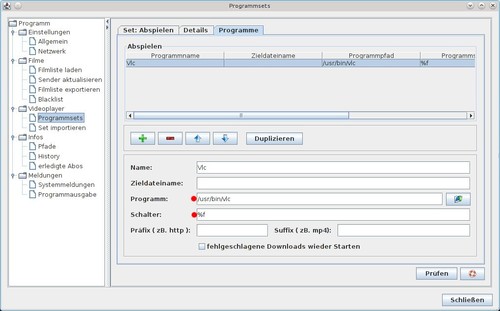 Programmsets
Programm
Einstellungen
Allgemein
Netzwerk
Filme
Filmliste laden
Sender aktualisieren
Filmliste exportieren
Blacklist
Videoplayer
Programmsets
Set importieren
Infos
Pfade
History
erledigte Abos
Meldungen
Systemmeldungen
Programmausgabe
Set: Abspielen Details Programme
Abspielen
Programmname Zieldateiname Programmpfad Programms
Vlc /usr/bin/vlc %f
Duplizieren
Name: Vlc
Zieldateiname:
Programm: /usr/bin/vlc
Schalter: %f
Präfix ( zB. http ): Suffix ( zB. mp4):
fehlgeschlagene Downloads wieder Starten
Prüfen
Schließen